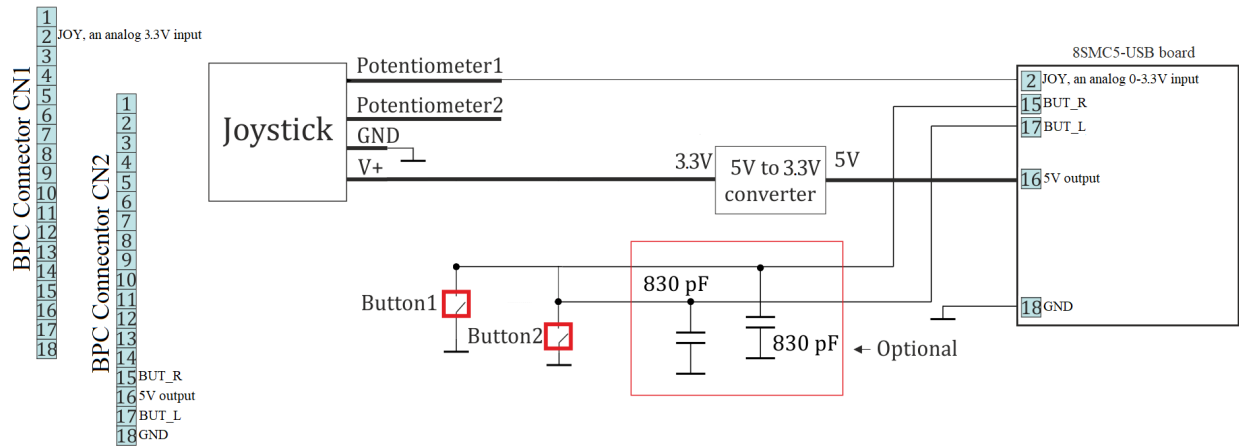 BPC Connector CN1
1
2 JOY, an analog 3.3V input
3
4
5
6
7
8
9
10
11
12
13
14
15
16
17
18
BPC Connecntor CN2
1
2
3
4
5
6
7
8
9
10
11
12
13
14
15 BUT_R
16 5V output
17 BUT_L
18 GND
Joystick
Potentiometer1
Potentiometer2
GND
V+
3.3V
5V to 3.3V
converter
5V
8SMC5-USB board
2 JOY, an analog 0-3.3V input
15 BUT_R
17 BUT_L
16 5V output
18 GND
Button1
Button2
830 pF
830 pF
Optional